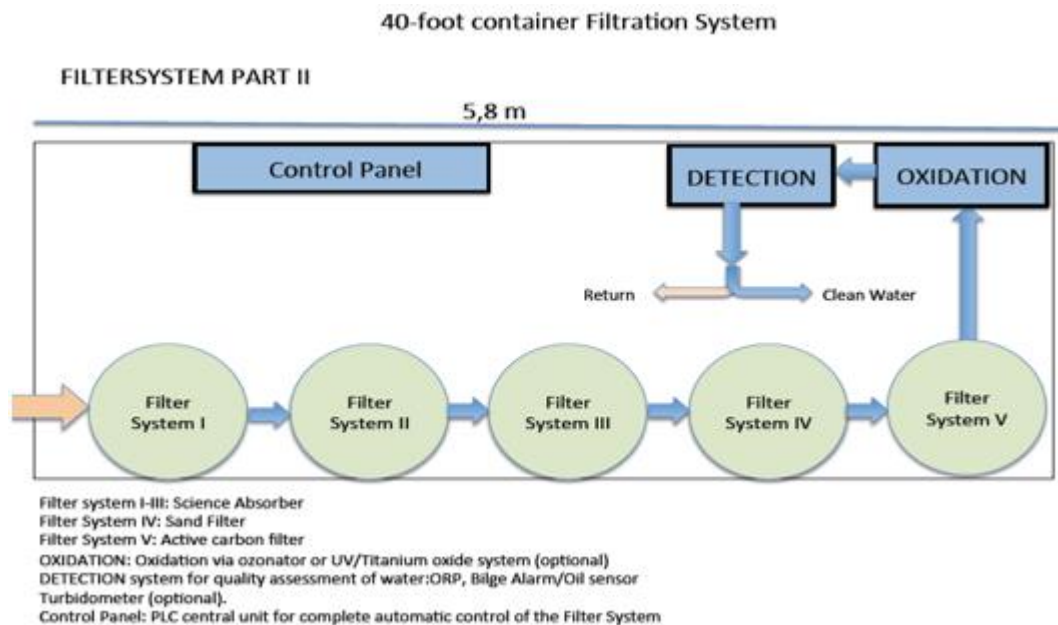 40-foot container Filtration System
FILTERSYSTEM PART II
5,8 m
Control Panel
DETECTION
OXIDATION
Return
Clean Water
Filter
System I
Filter
System II
Filter
System III
Filter
System IV
Filter
System V
Filter system I-III: Science Absorber
Filter System IV: Sand Filter
Filter System V: Active carbon filter
OXIDATION: Oxidation via ozonator or UV/Titanium oxide system (optional)
DETECTION system for quality assessment of water:ORP, Bilge Alarm/Oil sensor
Turbidometer (optional).
Control Panel: PLC central unit for complete automatic control of the Filter System